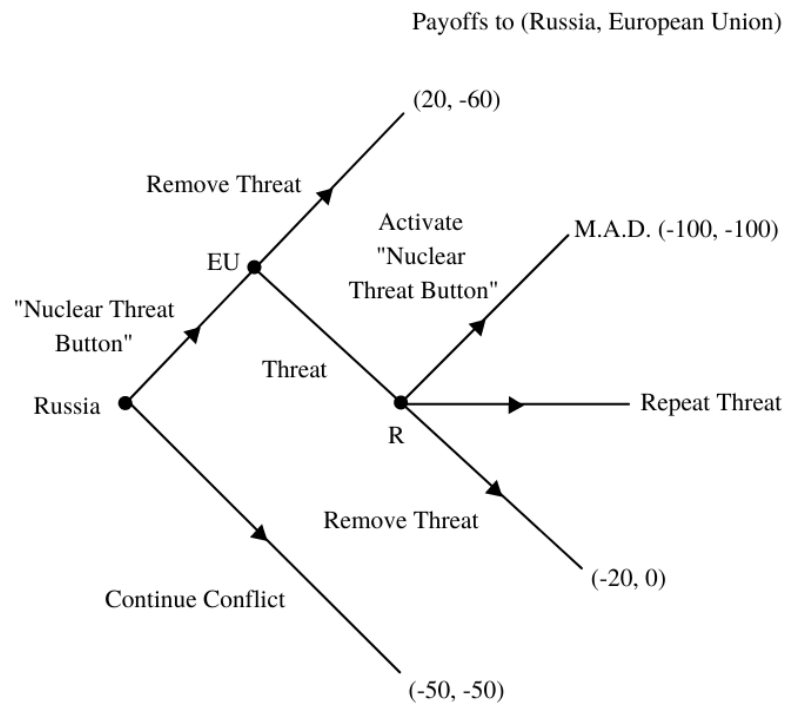 Payoffs to (Russia, European Union)
(20, -60)
Remove Threat
Activate
"Nuclear
Threat Button"
M.A.D. (-100, -100)
EU
"Nuclear Threat
Button"
Threat
Russia
Repeat Threat
R
Remove Threat
(-20, 0)
Continue Conflict
(-50, -50)